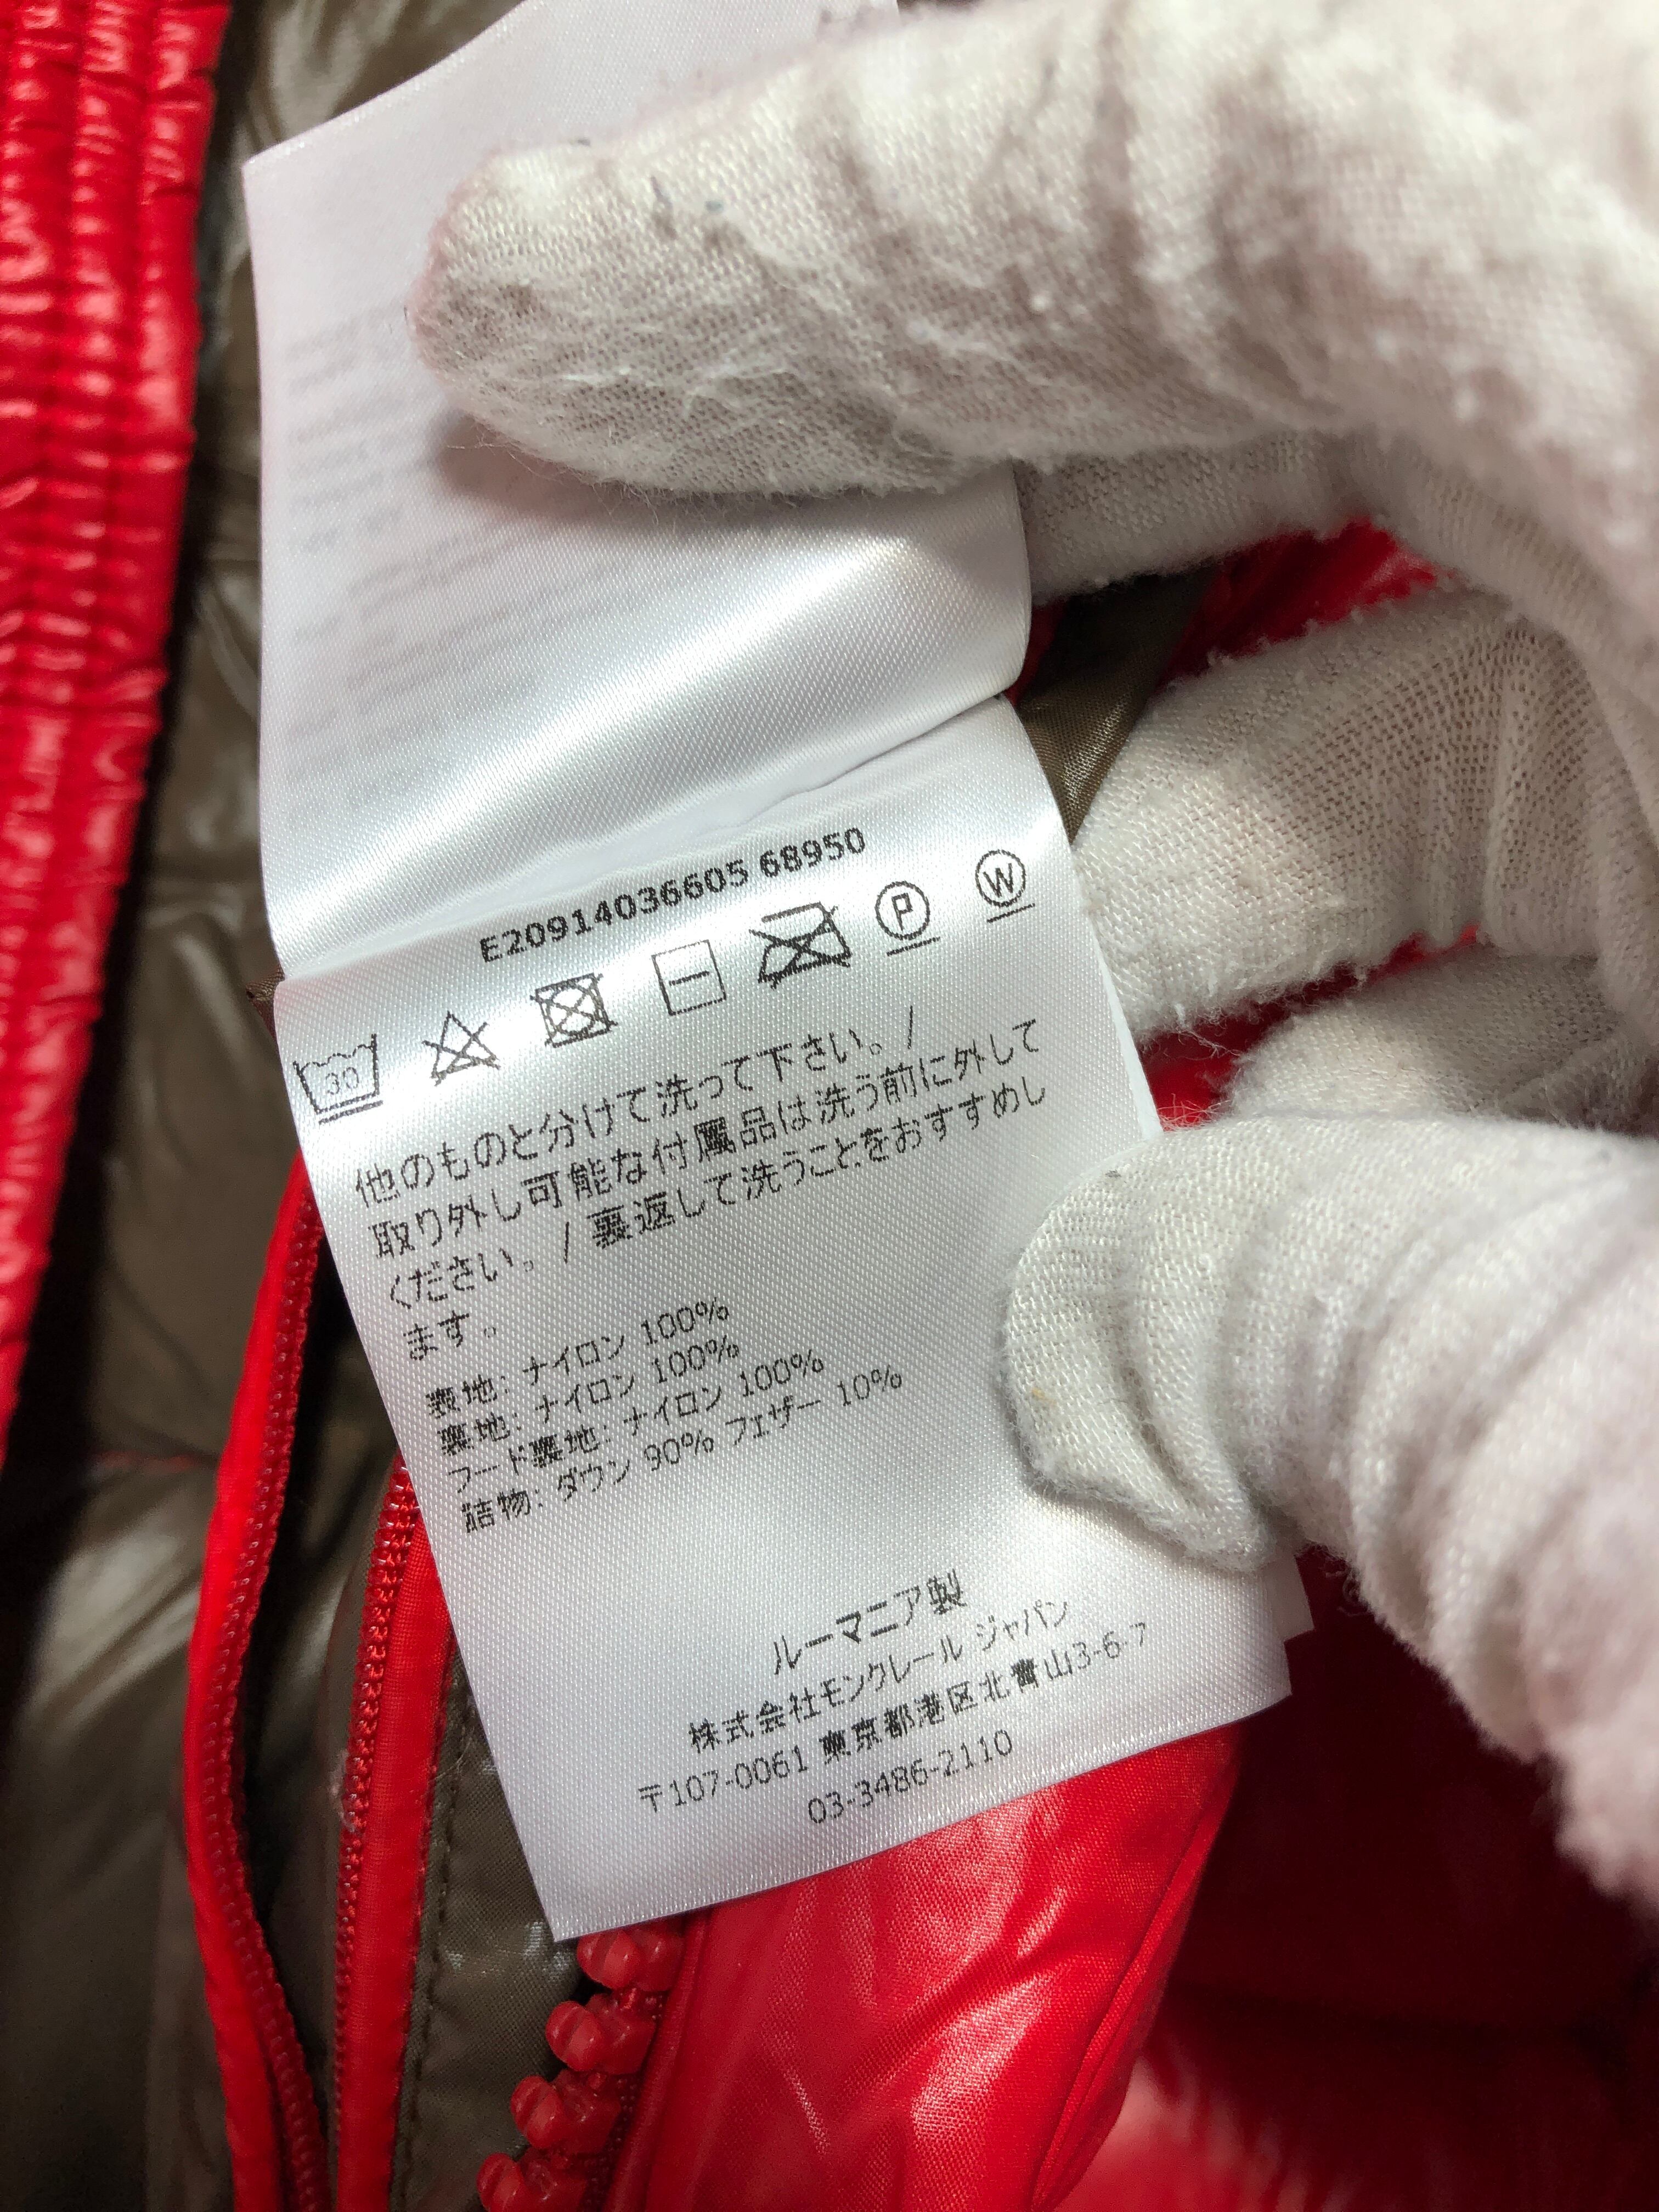 E20914036605 68950
30
P
W
他のものと分けて洗って下さい。/
取り外し可能な付属品は洗う前に外して
ください。/ 裏返して洗うことをおすすめし
ます。
表地: ナイロン 100%
裏地: ナイロン 100%
フード裏地: ナイロン 100%
詰物: ダウン 90% フェザー 10%
ルーマニア製
株式会社モンクレール ジャパン
〒107-0061 東京都港区北青山3-6-7
03-3486-2110